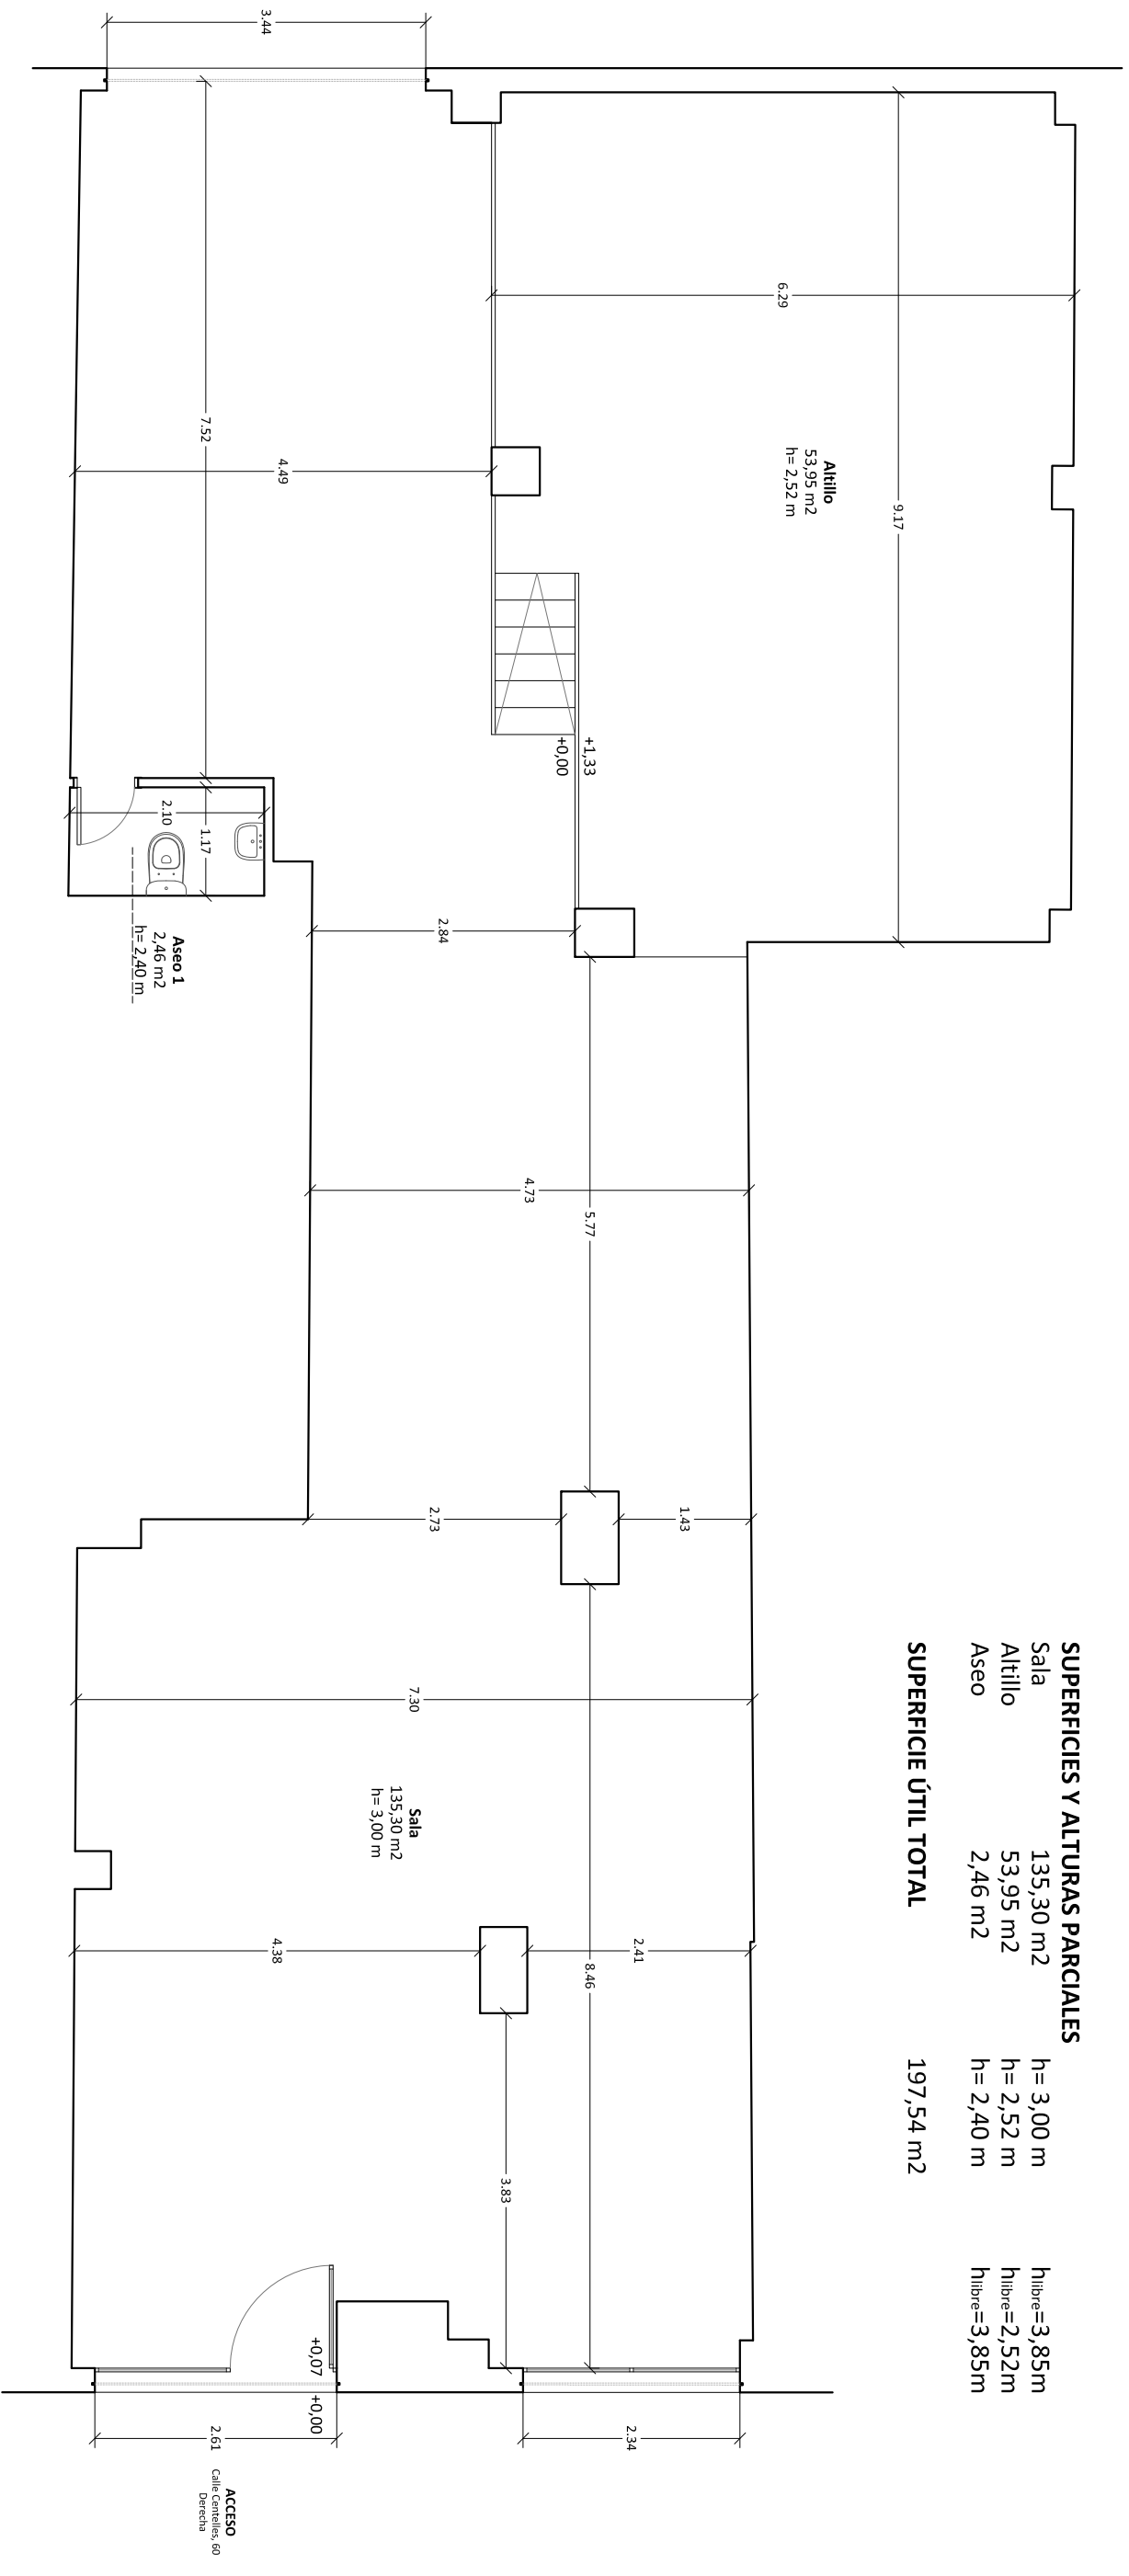 SUPERFICIES Y ALTURAS PARCIALES
Sala 135,30 m2 h= 3,00 m hlibre=3,85m
Altillo 53,95 m2 h= 2,52 m hlibre=2,52m
Aseo 2,46 m2 h= 2,40 m hlibre=3,85m
SUPERFICIE ÚTIL TOTAL 197,54 m2
3.44
6.29
9.17
Altillo
53,95 m2
h= 2,52 m
7.52
4.49
+1,33
+0,00
2.10
1.17
Aseo 1
2,46 m2
h= 2,40 m
2.84
4.73
5.77
2.73
1.43
7.30
Sala
135,30 m2
h= 3,00 m
4.38
2.41
8.46
3.83
+0,07
+0,00
2.61
2.34
ACCESO
Calle Centelles, 60
Derecha